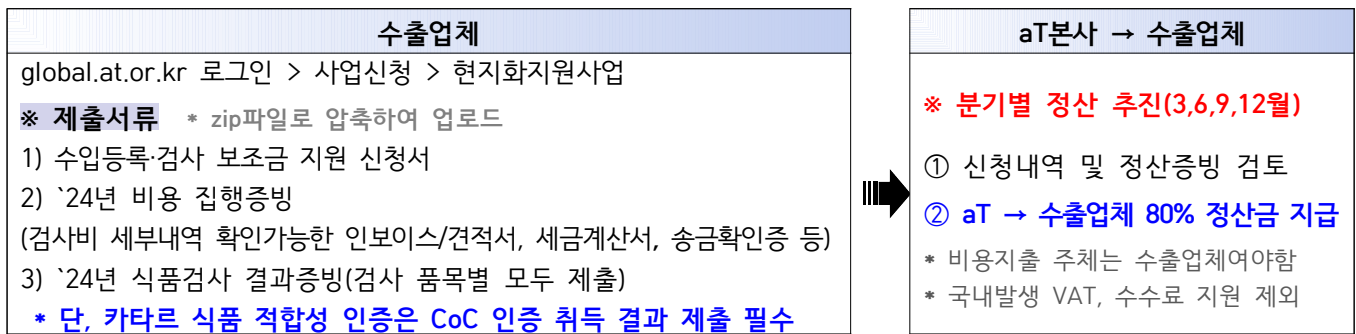 수출업체
global.at.or.kr 로그인 > 사업신청 > 현지화지원사업
※ 제출서류 * zip파일로 압축하여 업로드
1) 수입등록·검사 보조금 지원 신청서
2) `24년 비용 집행증빙
(검사비 세부내역 확인가능한 인보이스/견적서, 세금계산서, 송금확인증 등)
3) `24년 식품검사 결과증빙(검사 품목별 모두 제출)
* 단, 카타르 식품 적합성 인증은 CoC 인증 취득 결과 제출 필수
aT본사 → 수출업체
※ 분기별 정산 추진(3,6,9,12월)
① 신청내역 및 정산증빙 검토
② aT → 수출업체 80% 정산금 지급
* 비용지출 주체는 수출업체여야함
* 국내발생 VAT, 수수료 지원 제외